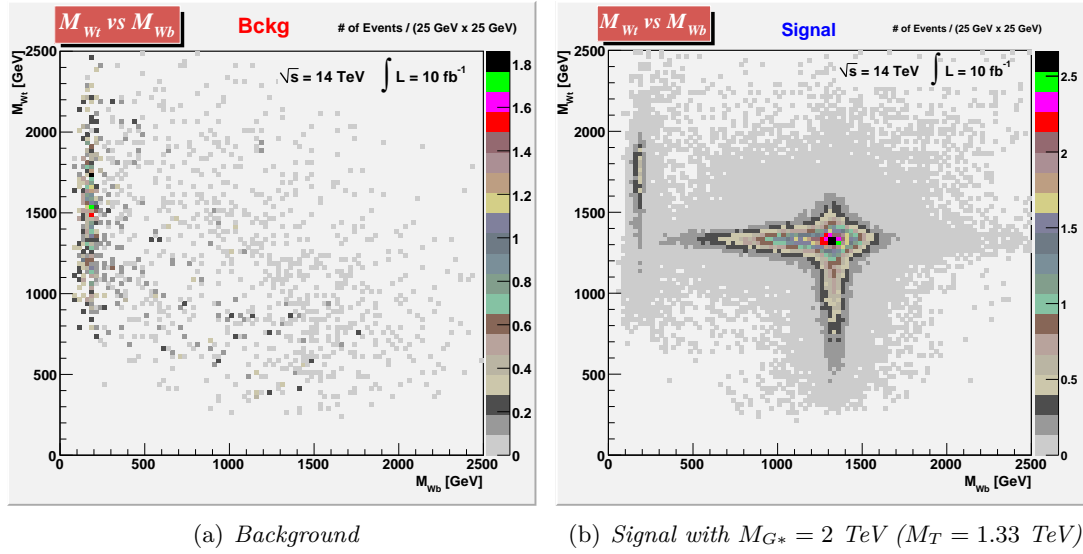 M_Wt vs M_Wb
Bckg
# of Events / (25 GeV x 25 GeV)
M_Wt [GeV]
√s = 14 TeV ∫ L = 10 fb⁻¹
2500
2000
1500
1000
500
0
0 500 1000 1500 2000 2500
M_Wb [GeV]
1.8
1.6
1.4
1.2
1
0.8
0.6
0.4
0.2
0
(a) Background
M_Wt vs M_Wb
Signal
# of Events / (25 GeV x 25 GeV)
M_Wt [GeV]
√s = 14 TeV ∫ L = 10 fb⁻¹
2500
2000
1500
1000
500
0
0 500 1000 1500 2000 2500
M_Wb [GeV]
2.5
2
1.5
1
0.5
0
(b) Signal with M_G* = 2 TeV (M_T = 1.33 TeV)